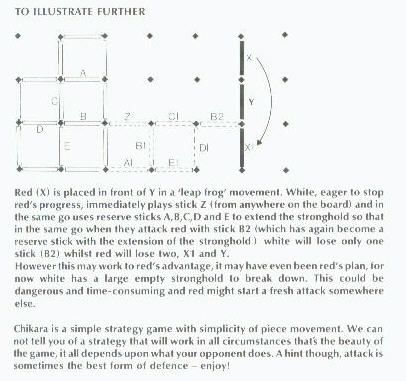 TO ILLUSTRATE FURTHER
X
A
C
Y
B
Z
CI
B2
D
E
BI
DI
X1
AI
EI
Red (X) is placed in front of Y in a 'leap frog' movement. White, eager to stop
red's progress, immediately plays stick Z (from anywhere on the board) and in
the same go uses reserve sticks A,B,C,D and E to extend the stronghold so that
in the same go when they attack red with stick B2 (which has again become a
reserve stick with the extension of the stronghold) white will lose only one
stick (B2) whilst red will lose two, X1 and Y.
However this may work to red's advantage, it may have even been red's plan, for
now white has a large empty stronghold to break down. This could be
dangerous and time-consuming and red might start a fresh attack somewhere
else.
Chikara is a simple strategy game with simplicity of piece movement. We can
not tell you of a strategy that will work in all circumstances that's the beauty of
the game, it all depends upon what your opponent does. A hint though, attack is
sometimes the best form of defence – enjoy!